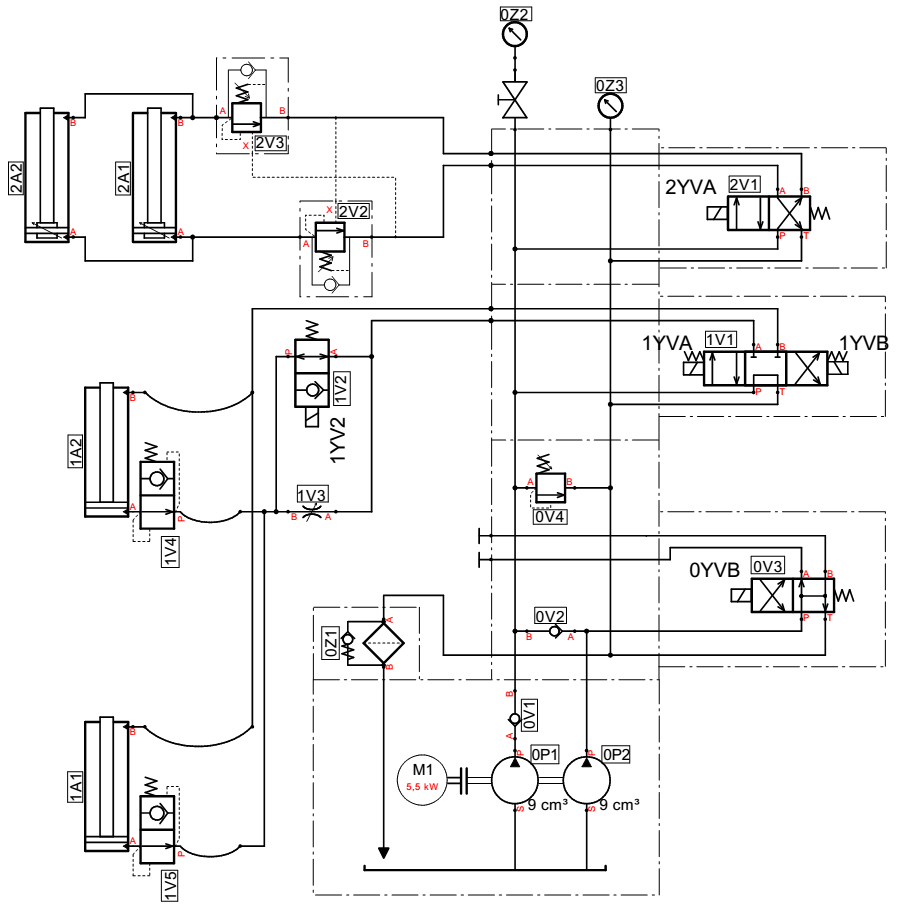 0Z2
0Z3
A
B
X
2V3
2A2
B
A
2A1
B
A
X
2V2
A
B
2YVA
2V1
A
B
P
T
1YVA
1V1
1YVB
A
B
P
T
P
A
1V2
1YV2
1A2
B
A
P
1V4
1V3
B
A
A
B
0V4
0YVB
0V3
A
B
P
T
0V2
B
A
0Z1
A
B
B
0V1
A
1A1
B
A
P
1V5
M1
5,5 kW
P
0P1
9 cm³
S
P
0P2
9 cm³
S